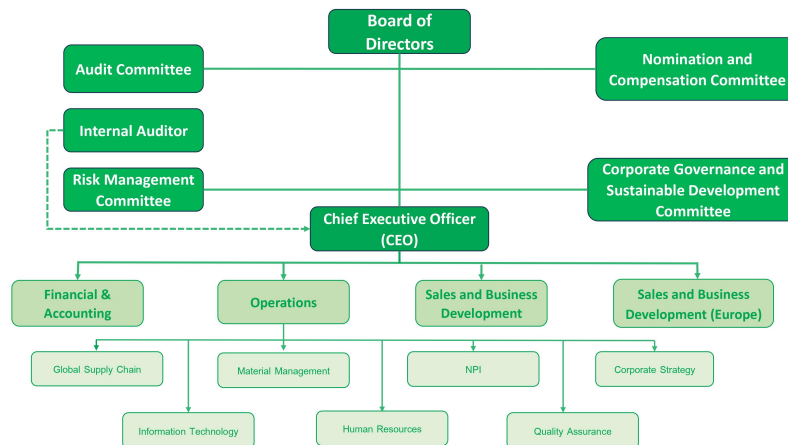 Board of
Directors
Audit Committee
Nomination and
Compensation Committee
Internal Auditor
Risk Management
Committee
Corporate Governance and
Sustainable Development
Committee
Chief Executive Officer
(CEO)
Financial &
Accounting
Operations
Sales and Business
Development
Sales and Business
Development (Europe)
Global Supply Chain
Material Management
NPI
Corporate Strategy
Information Technology
Human Resources
Quality Assurance